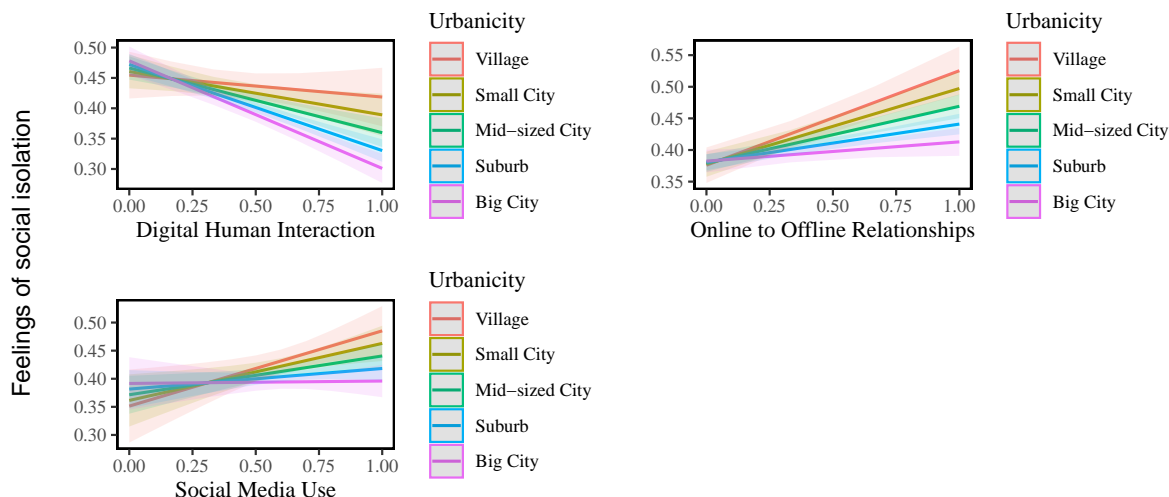 Feelings of social isolation
0.50
0.45
0.40
0.35
0.30
0.00 0.25 0.50 0.75 1.00
Digital Human Interaction
Urbanicity
Village
Small City
Mid−sized City
Suburb
Big City
0.55
0.50
0.45
0.40
0.35
0.00 0.25 0.50 0.75 1.00
Online to Offline Relationships
Urbanicity
Village
Small City
Mid−sized City
Suburb
Big City
0.50
0.45
0.40
0.35
0.30
0.00 0.25 0.50 0.75 1.00
Social Media Use
Urbanicity
Village
Small City
Mid−sized City
Suburb
Big City